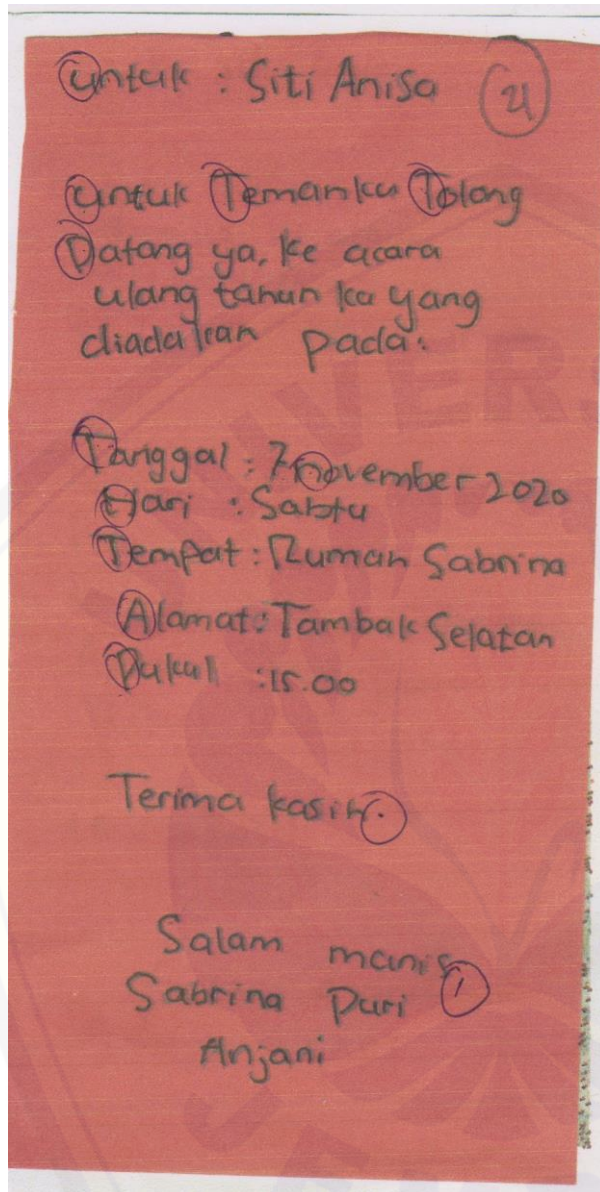 untuk : Siti Anisa
21
untuk Temanku Tolong
Datang ya, ke acara
ulang tahun ku yang
diadakan pada:
Tanggal : 7 november 2020
Hari : Sabtu
Tempat : Rumah Sabrina
Alamat : Tambak Selatan
Pukul : 15.00
Terima kasih.
Salam manis
Sabrina Puri
Anjani